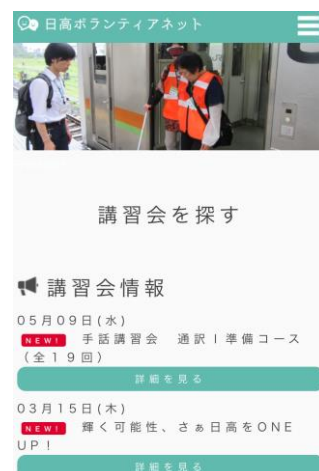 日高ボランティアネット
講習会を探す
講習会情報
05月09日(水)
NEW! 手話講習会　通訳Ⅰ準備コース
（全１９回）
詳細を見る
03月15日(木)
NEW! 輝く可能性、さぁ日高をONE
UP！
詳細を見る